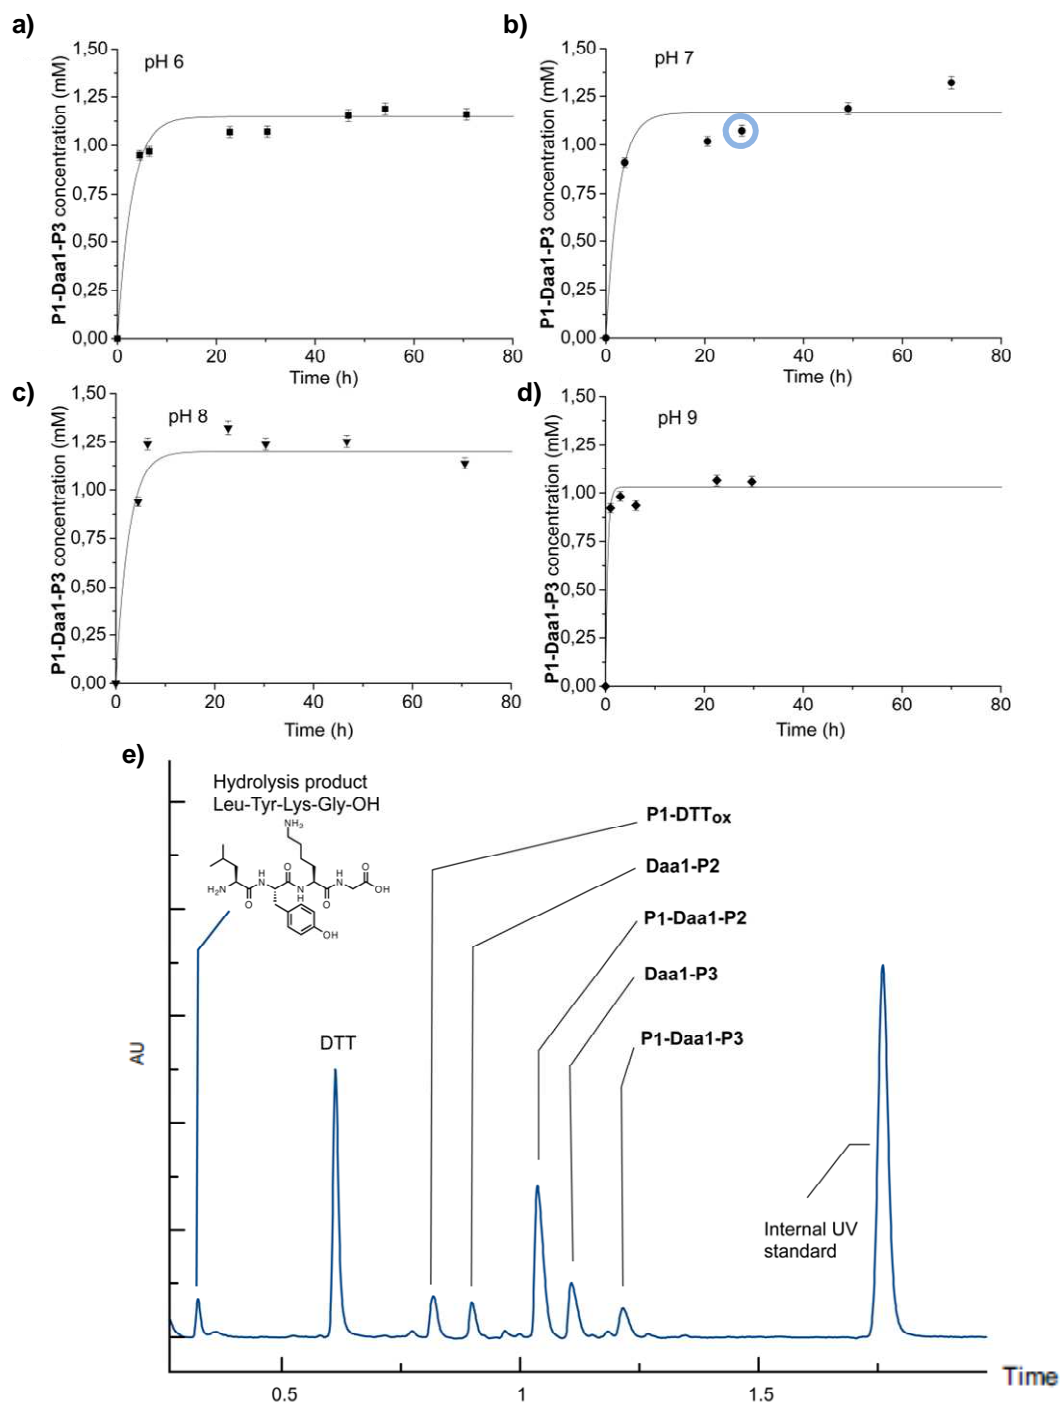 a)
pH 6
P1-Daa1-P3 concentration (mM)
1,50
1,25
1,00
0,75
0,50
0,25
0,00
0 20 40 60 80
Time (h)
b)
pH 7
P1-Daa1-P3 concentration (mM)
1,50
1,25
1,00
0,75
0,50
0,25
0,00
0 20 40 60 80
Time (h)
c)
pH 8
P1-Daa1-P3 concentration (mM)
1,50
1,25
1,00
0,75
0,50
0,25
0,00
0 20 40 60 80
Time (h)
d)
pH 9
P1-Daa1-P3 concentration (mM)
1,50
1,25
1,00
0,75
0,50
0,25
0,00
0 20 40 60 80
Time (h)
e)
Hydrolysis product
Leu-Tyr-Lys-Gly-OH
NH₃
H₂N
O
H
N
O
N
H
O
H
N
O
OH
OH
P1-DTTox
Daa1-P2
P1-Daa1-P2
Daa1-P3
P1-Daa1-P3
DTT
AU
Internal UV
standard
0.5 1 1.5
Time